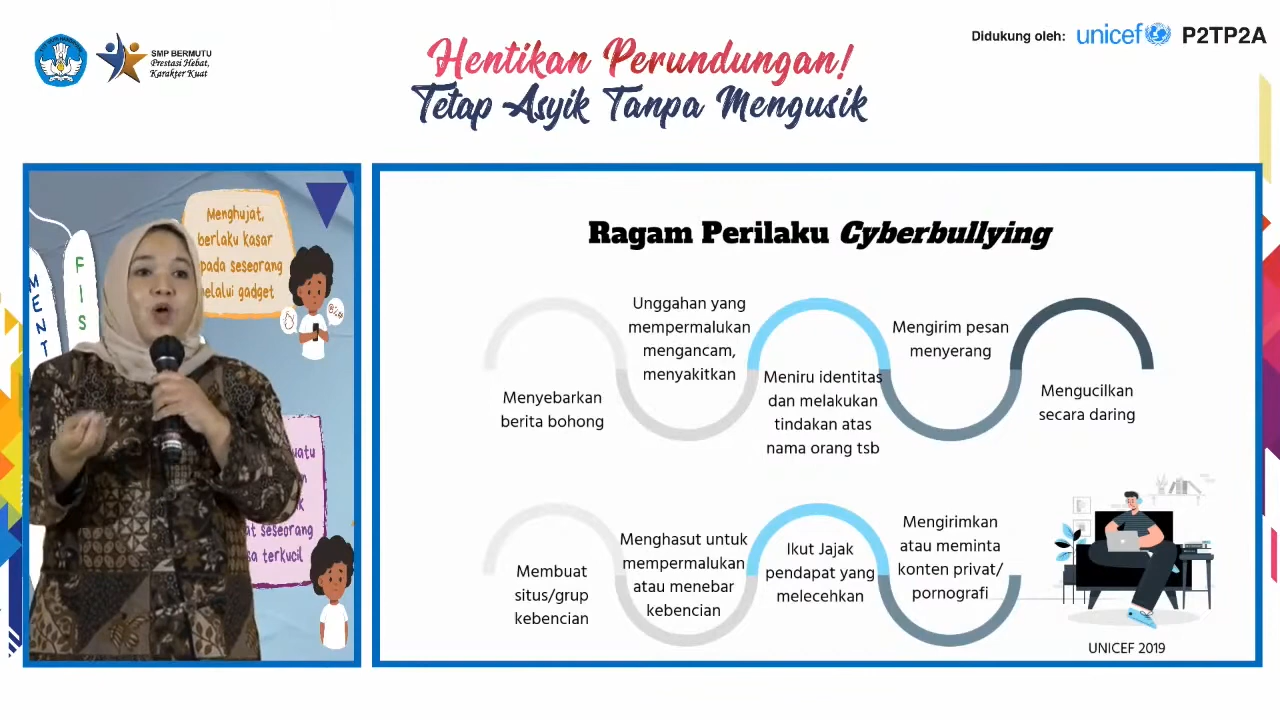 SMP BERMUTU
Prestasi Hebat,
Karakter Kuat
Hentikan Perundungan!
Tetap Asyik Tanpa Mengusik
Didukung oleh: unicef P2TP2A
MENT
FIS
Menghujat,
berlaku kasar
pada seseorang
melalui gadget
seseorang
terkucil
Ragam Perilaku Cyberbullying
Menyebarkan
berita bohong
Unggahan yang
mempermalukan
mengancam,
menyakitkan
Meniru identitas
dan melakukan
tindakan atas
nama orang tsb
Mengirim pesan
menyerang
Mengucilkan
secara daring
Membuat
situs/grup
kebencian
Menghasut untuk
mempermalukan
atau menebar
kebencian
Ikut Jajak
pendapat yang
melecehkan
Mengirimkan
atau meminta
konten privat/
pornografi
UNICEF 2019